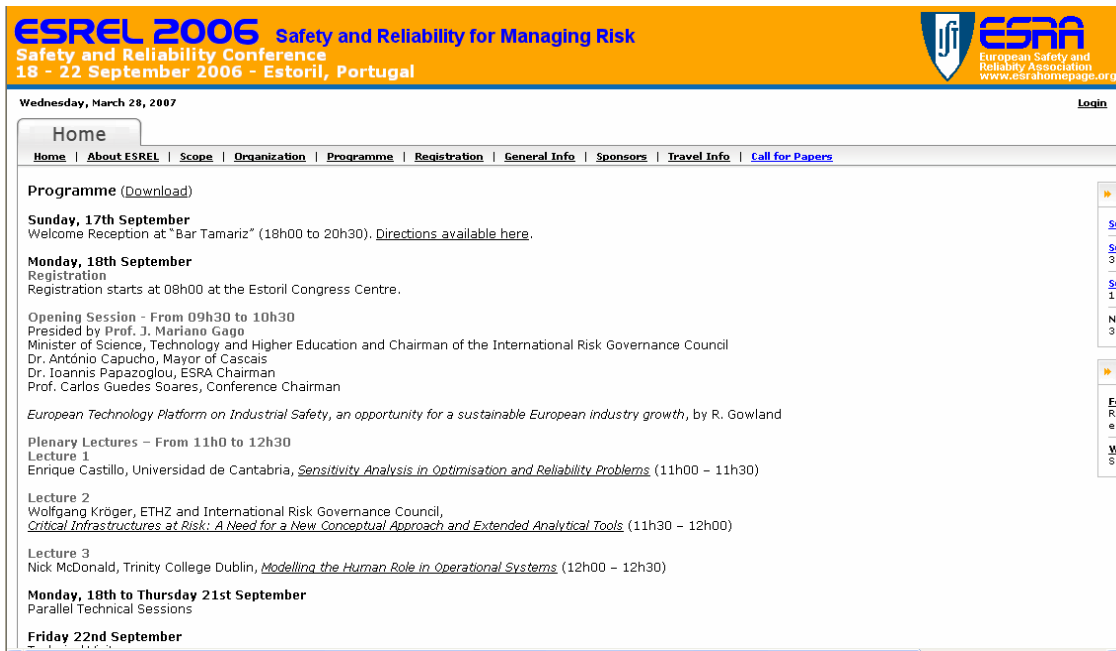 ESREL 2006 Safety and Reliability for Managing Risk
Safety and Reliability Conference
18 - 22 September 2006 - Estoril, Portugal
ESRA
European Safety and
Reliabity Association
www.esrahomepage.org
Wednesday, March 28, 2007
Login
Home
Home | About ESREL | Scope | Organization | Programme | Registration | General Info | Sponsors | Travel Info | Call for Papers
Programme (Download)
Sunday, 17th September
Welcome Reception at "Bar Tamariz" (18h00 to 20h30). Directions available here.
Monday, 18th September
Registration
Registration starts at 08h00 at the Estoril Congress Centre.
Opening Session - From 09h30 to 10h30
Presided by Prof. J. Mariano Gago
Minister of Science, Technology and Higher Education and Chairman of the International Risk Governance Council
Dr. António Capucho, Mayor of Cascais
Dr. Ioannis Papazoglou, ESRA Chairman
Prof. Carlos Guedes Soares, Conference Chairman
European Technology Platform on Industrial Safety, an opportunity for a sustainable European industry growth, by R. Gowland
Plenary Lectures – From 11h0 to 12h30
Lecture 1
Enrique Castillo, Universidad de Cantabria, Sensitivity Analysis in Optimisation and Reliability Problems (11h00 – 11h30)
Lecture 2
Wolfgang Kröger, ETHZ and International Risk Governance Council,
Critical Infrastructures at Risk: A Need for a New Conceptual Approach and Extended Analytical Tools (11h30 – 12h00)
Lecture 3
Nick McDonald, Trinity College Dublin, Modelling the Human Role in Operational Systems (12h00 – 12h30)
Monday, 18th to Thursday 21st September
Parallel Technical Sessions
Friday 22nd September